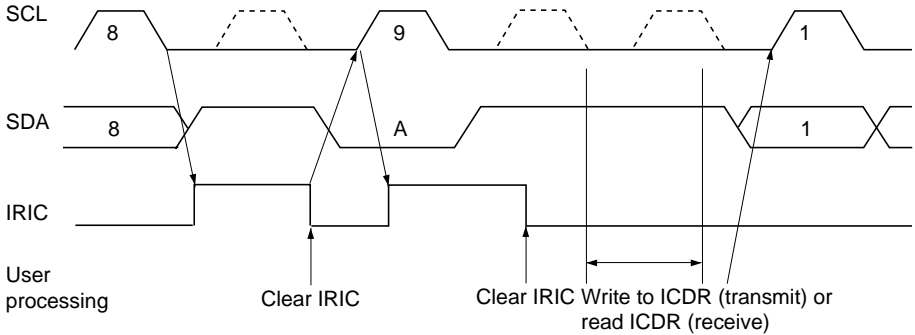 SCL
8
9
1
SDA
8
A
1
IRIC
User
processing
Clear IRIC
Clear IRIC
Write to ICDR (transmit) or
read ICDR (receive)